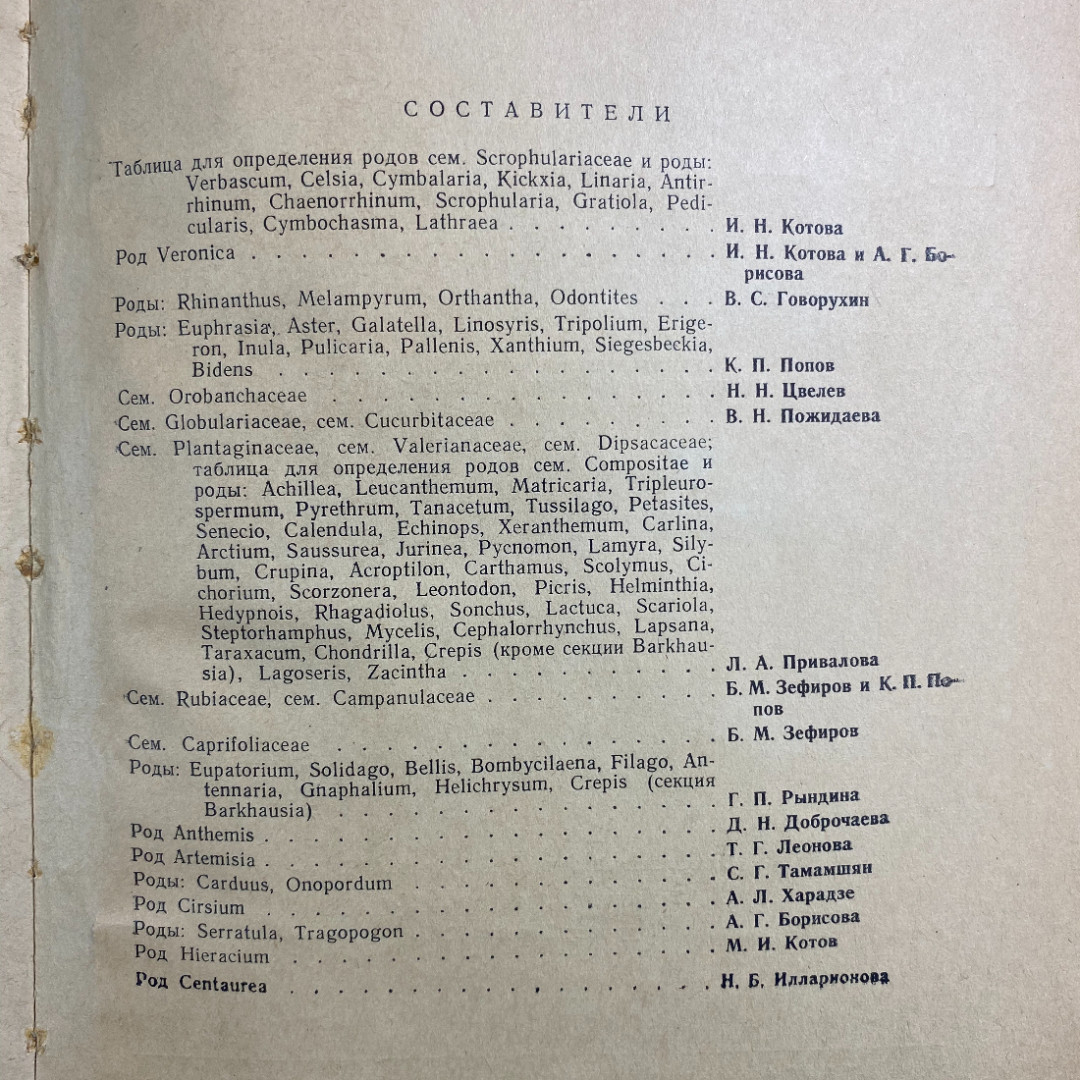 СОСТАВИТЕЛИ
Таблица для определения родов сем. Scrophulariaceae и роды:
Verbascum, Celsia, Cymbalaria, Kickxia, Linaria, Antir-
rhinum, Chaenorrhinum, Scrophularia, Gratiola, Pedi-
cularis, Cymbochasma, Lathraea . . . . . . . . . И. Н. Котова
Род Veronica . . . . . . . . . . . . . . . . . . . И. Н. Котова и А. Г. Бо-
рисова
Роды: Rhinanthus, Melampyrum, Orthantha, Odontites . . . В. С. Говорухин
Роды: Euphrasia, Aster, Galatella, Linosyris, Tripolium, Erige-
ron, Inula, Pulicaria, Pallenis, Xanthium, Siegesbeckia,
Bidens . . . . . . . . . . . . . . . . . . К. П. Попов
Сем. Orobanchaceae . . . . . . . . . . . . . . . Н. Н. Цвелев
Сем. Globulariaceae, сем. Cucurbitaceae . . . . . . . . . В. Н. Пожидаева
Сем. Plantaginaceae, сем. Valerianaceae, сем. Dipsacaceae;
таблица для определения родов сем. Compositae и
роды: Achillea, Leucanthemum, Matricaria, Tripleuro-
spermum, Pyrethrum, Tanacetum, Tussilago, Petasites,
Senecio, Calendula, Echinops, Xeranthemum, Carlina,
Arctium, Saussurea, Jurinea, Pycnomon, Lamyra, Sily-
bum, Crupina, Acroptilon, Carthamus, Scolymus, Ci-
chorium, Scorzonera, Leontodon, Picris, Helminthia,
Hedypnois, Rhagadiolus, Sonchus, Lactuca, Scariola,
Steptorhamphus, Mycelis, Cephalorrhynchus, Lapsana,
Taraxacum, Chondrilla, Crepis (кроме секции Barkhau-
sia), Lagoseris, Zacintha . . . . . . . . . . . Л. А. Привалова
Сем. Rubiaceae, сем. Campanulaceae . . . . . . . . . . Б. М. Зефиров и К. П. По-
пов
Сем. Caprifoliaceae . . . . . . . . . . . . . . . . Б. М. Зефиров
Роды: Eupatorium, Solidago, Bellis, Bombycilaena, Filago, An-
tennaria, Gnaphalium, Helichrysum, Crepis (секция
Barkhausia) . . . . . . . . . . . . . . . Г. П. Рындина
Род Anthemis . . . . . . . . . . . . . . . . . . . Д. Н. Доброчаева
Род Artemisia . . . . . . . . . . . . . . . . . . . Т. Г. Леонова
Роды: Carduus, Onopordum . . . . . . . . . . . . . С. Г. Тамамшян
Род Cirsium . . . . . . . . . . . . . . . . . . . А. Л. Харадзе
Роды: Serratula, Tragopogon . . . . . . . . . . . . . А. Г. Борисова
Род Hieracium . . . . . . . . . . . . . . . . . . М. И. Котов
Род Centaurea . . . . . . . . . . . . . . . . . . Н. Б. Илларионова